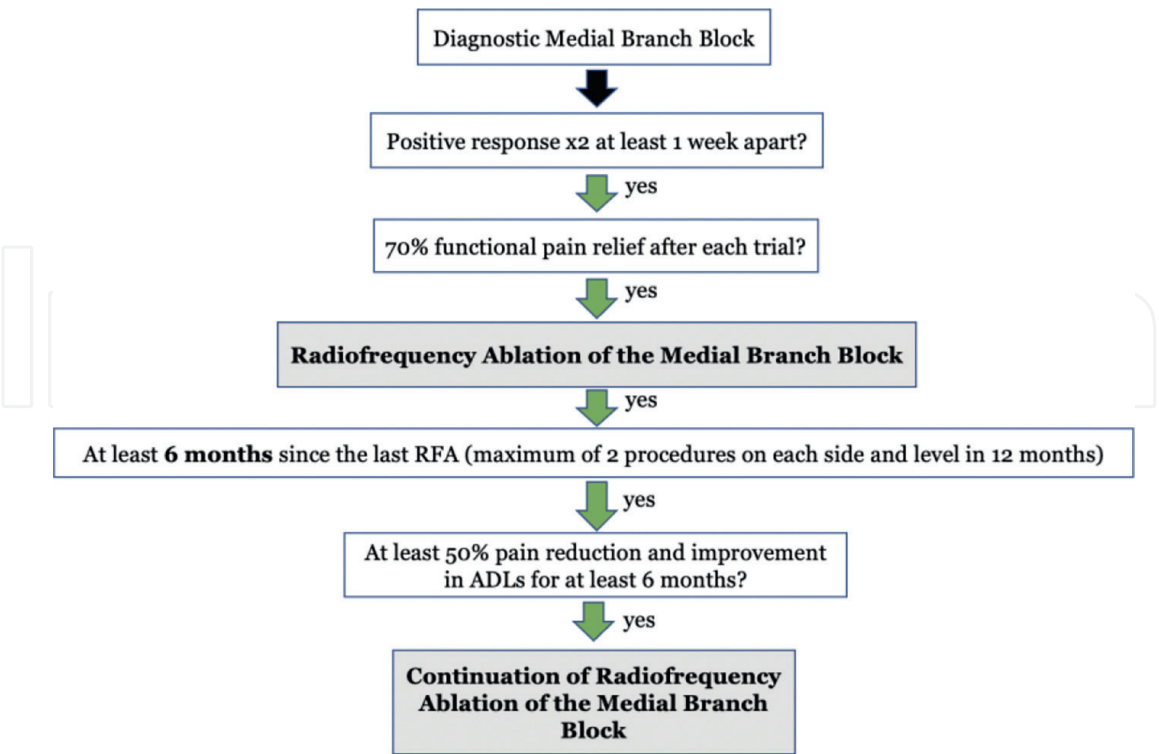 Diagnostic Medial Branch Block
Positive response x2 at least 1 week apart?
yes
70% functional pain relief after each trial?
yes
Radiofrequency Ablation of the Medial Branch Block
yes
At least 6 months since the last RFA (maximum of 2 procedures on each side and level in 12 months)
yes
At least 50% pain reduction and improvement
in ADLs for at least 6 months?
yes
Continuation of Radiofrequency
Ablation of the Medial Branch
Block